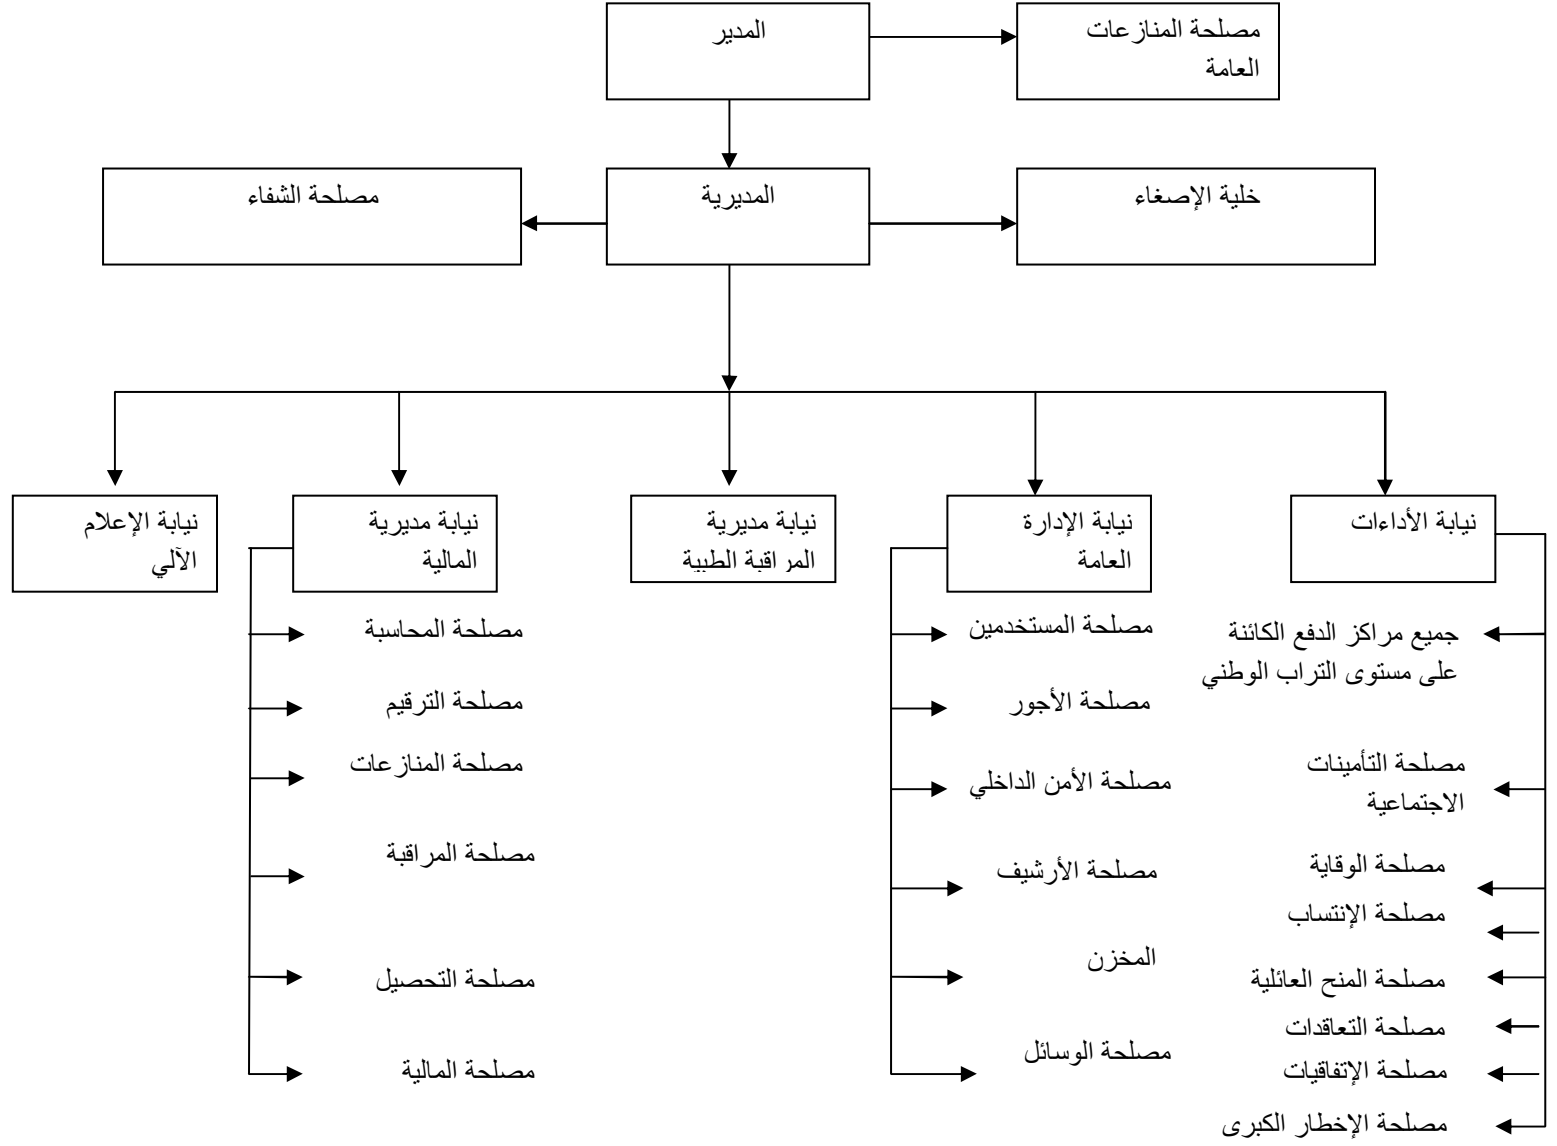 المدير
مصلحة المنازعات
العامة
خلية الإصغاء
المديرية
مصلحة الشفاء
نيابة الأداءات
نيابة الإدارة
العامة
نيابة مديرية
المراقبة الطبية
نيابة مديرية
المالية
نيابة الإعلام
الآلي
جميع مراكز الدفع الكائنة
على مستوى التراب الوطني
مصلحة التأمينات
الاجتماعية
مصلحة الوقاية
مصلحة الإنتساب
مصلحة المنح العائلية
مصلحة التعاقدات
مصلحة الإتفاقيات
مصلحة الإخطار الكبرى
مصلحة المستخدمين
مصلحة الأجور
مصلحة الأمن الداخلي
مصلحة الأرشيف
المخزن
مصلحة الوسائل
مصلحة المحاسبة
مصلحة الترقيم
مصلحة المنازعات
مصلحة المراقبة
مصلحة التحصيل
مصلحة المالية